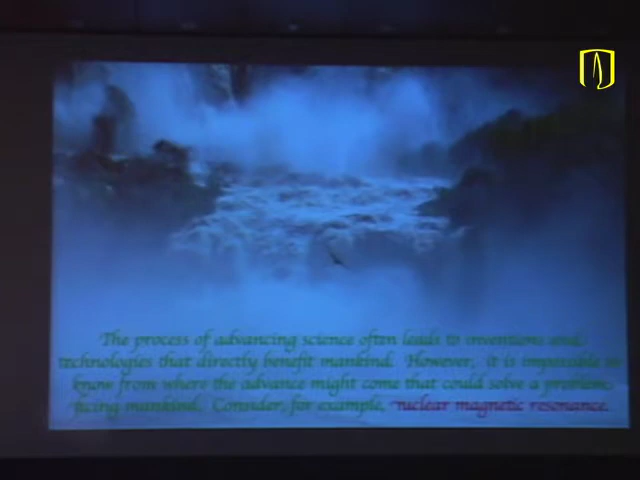 The process of advancing science often leads to inventions and
technologies that directly benefit mankind. However, it is impossible to
know from where the advance might come that could solve a problem
facing mankind. Consider, for example, nuclear magnetic resonance.